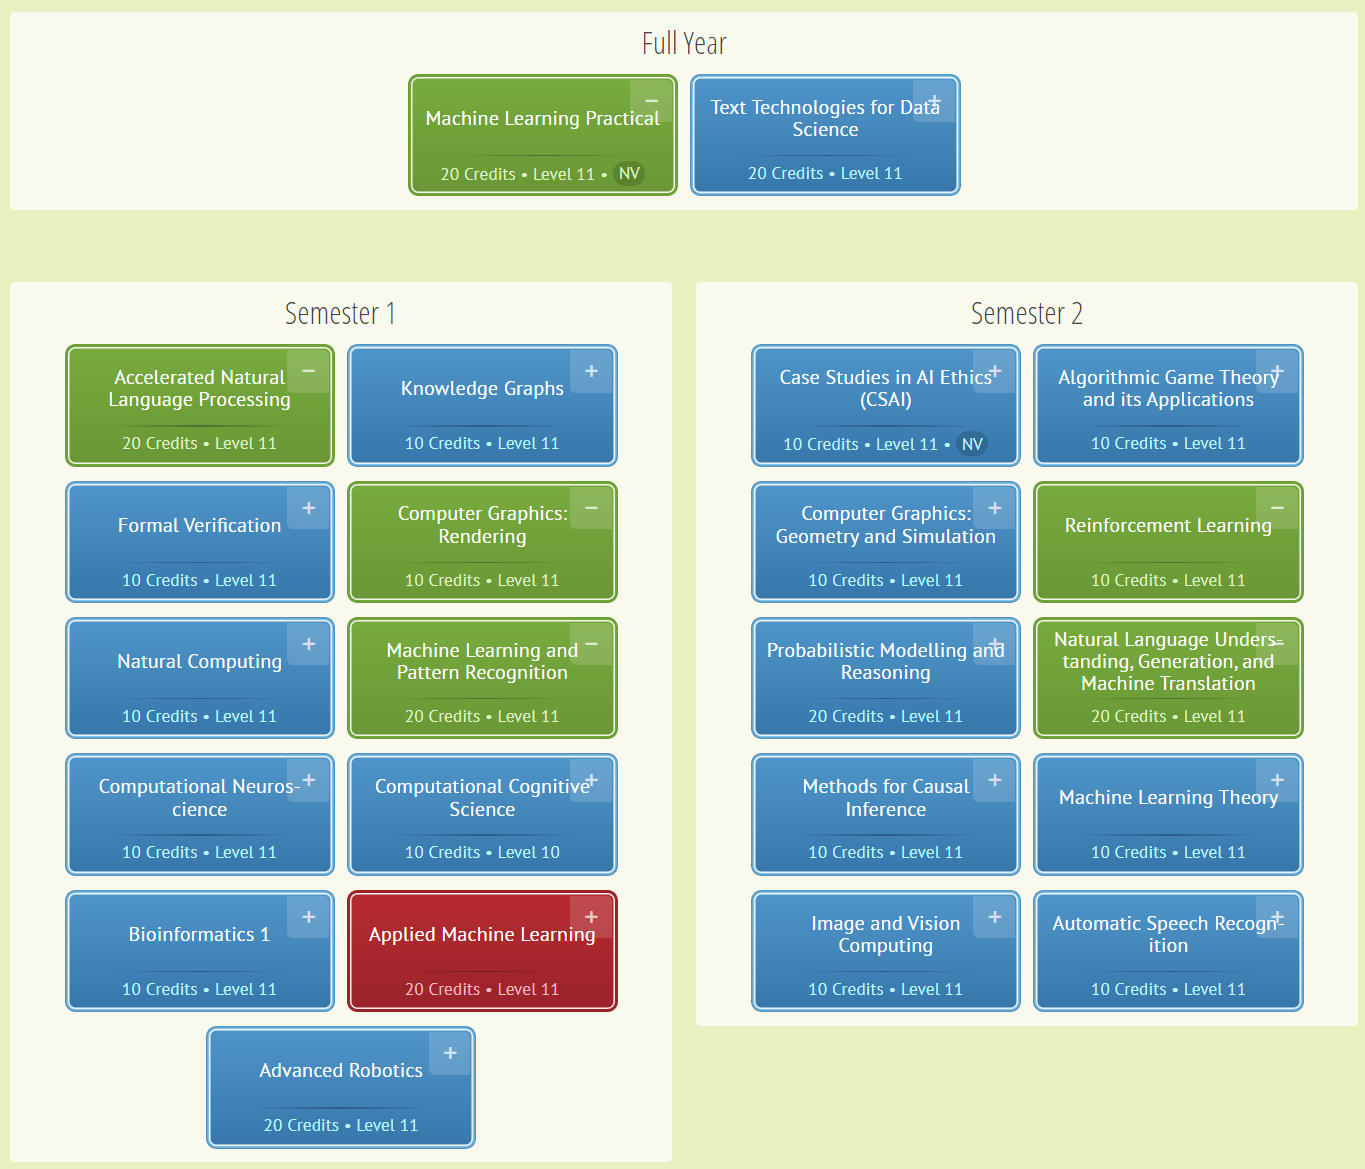 Full Year
Machine Learning Practical
20 Credits • Level 11 • NV
Text Technologies for Data
Science
20 Credits • Level 11
Semester 1
Accelerated Natural
Language Processing
20 Credits • Level 11
Knowledge Graphs
10 Credits • Level 11
Formal Verification
10 Credits • Level 11
Computer Graphics:
Rendering
10 Credits • Level 11
Natural Computing
10 Credits • Level 11
Machine Learning and
Pattern Recognition
20 Credits • Level 11
Computational Neuros-
cience
10 Credits • Level 11
Computational Cognitive
Science
10 Credits • Level 10
Bioinformatics 1
10 Credits • Level 11
Applied Machine Learning
20 Credits • Level 11
Advanced Robotics
20 Credits • Level 11
Semester 2
Case Studies in AI Ethics
(CSAI)
10 Credits • Level 11 • NV
Algorithmic Game Theory
and its Applications
10 Credits • Level 11
Computer Graphics:
Geometry and Simulation
10 Credits • Level 11
Reinforcement Learning
10 Credits • Level 11
Probabilistic Modelling and
Reasoning
20 Credits • Level 11
Natural Language Unders-
tanding, Generation, and
Machine Translation
20 Credits • Level 11
Methods for Causal
Inference
10 Credits • Level 11
Machine Learning Theory
10 Credits • Level 11
Image and Vision
Computing
10 Credits • Level 11
Automatic Speech Recogn-
ition
10 Credits • Level 11